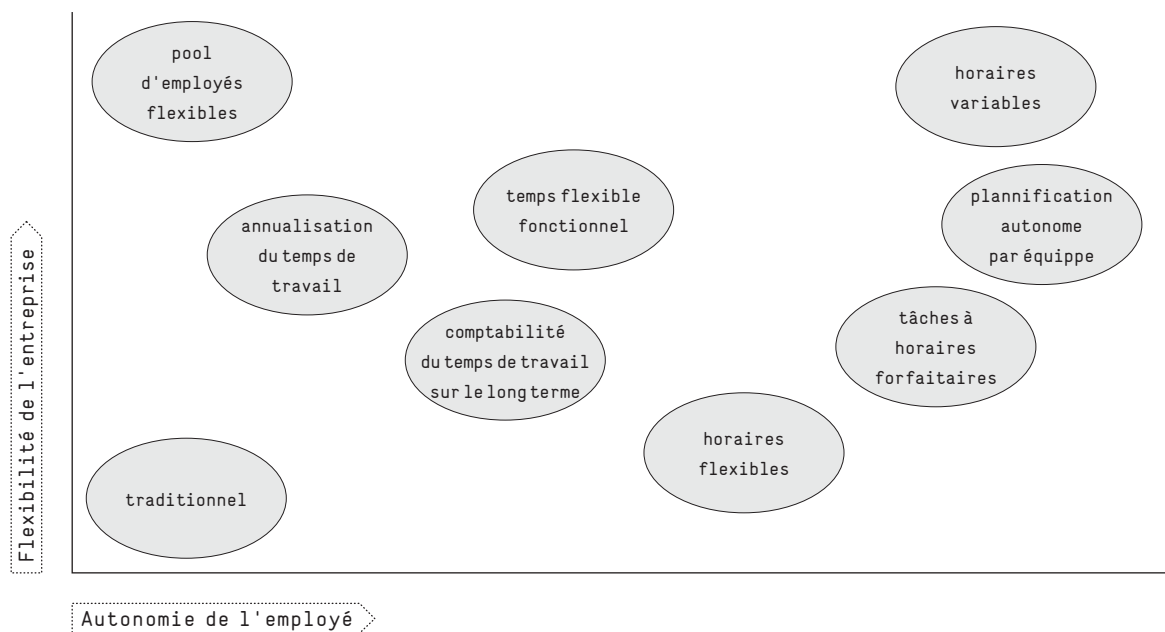 pool
d'employés
flexibles
horaires
variables
temps flexible
fonctionnel
plannification
autonome
par équippe
annualisation
du temps de
travail
comptabilité
du temps de travail
sur le long terme
tâches à
horaires
forfaitaires
horaires
flexibles
traditionnel
Flexibilité de l'entreprise
Autonomie de l'employé